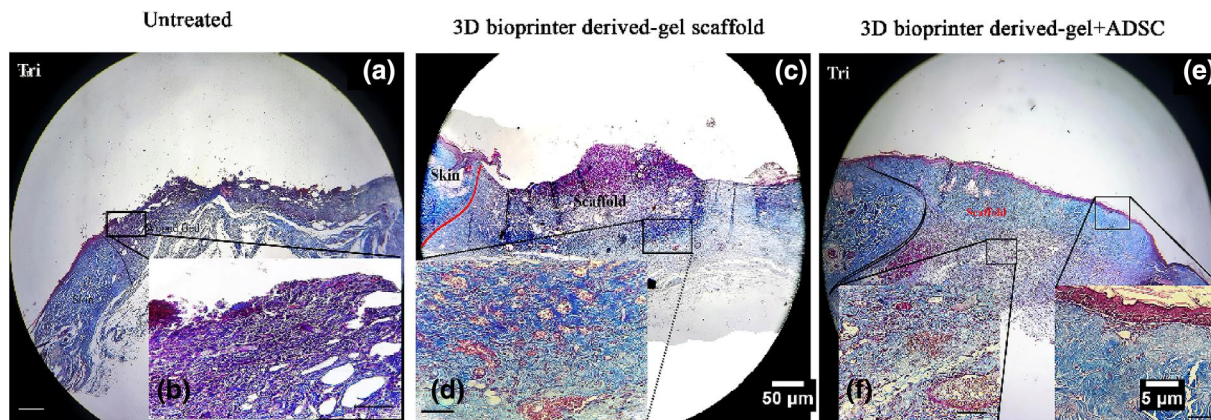 Untreated
3D bioprinter derived-gel scaffold
3D bioprinter derived-gel+ADSC
Tri
(a)
Skin
(b)
(c)
Skin
Scaffold
(d)
50 µm
Tri
(e)
Scaffold
(f)
5 µm